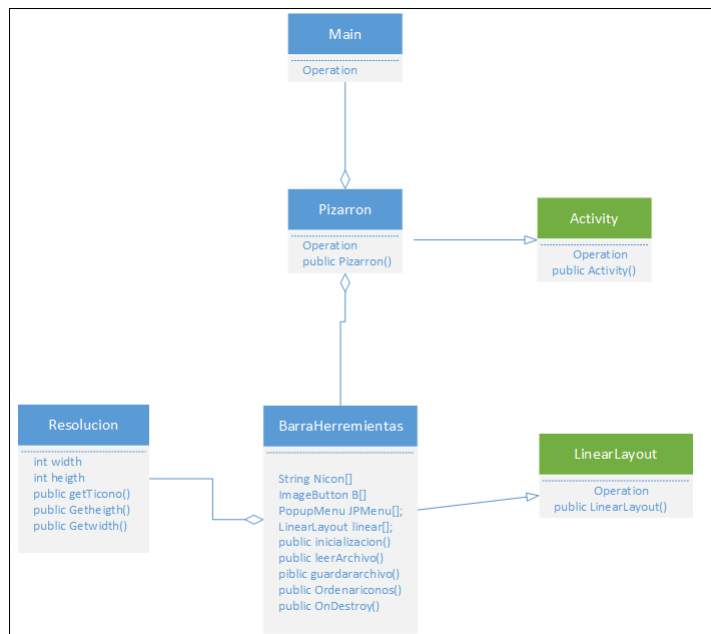 Main
Operation
Pizarron
Operation
public Pizarron()
Activity
Operation
public Activity()
Resolucion
int width
int heigth
public getTicono()
public Getheigth()
public Getwidth()
BarraHerremientas
String Nicon[]
ImageButton B[]
PopupMenu JPMenu[];
LinearLayout linear[];
public inicializacion()
public leerArchivo()
piblic guardararchivo()
public Ordenariconos()
public OnDestroy()
LinearLayout
Operation
public LinearLayout()